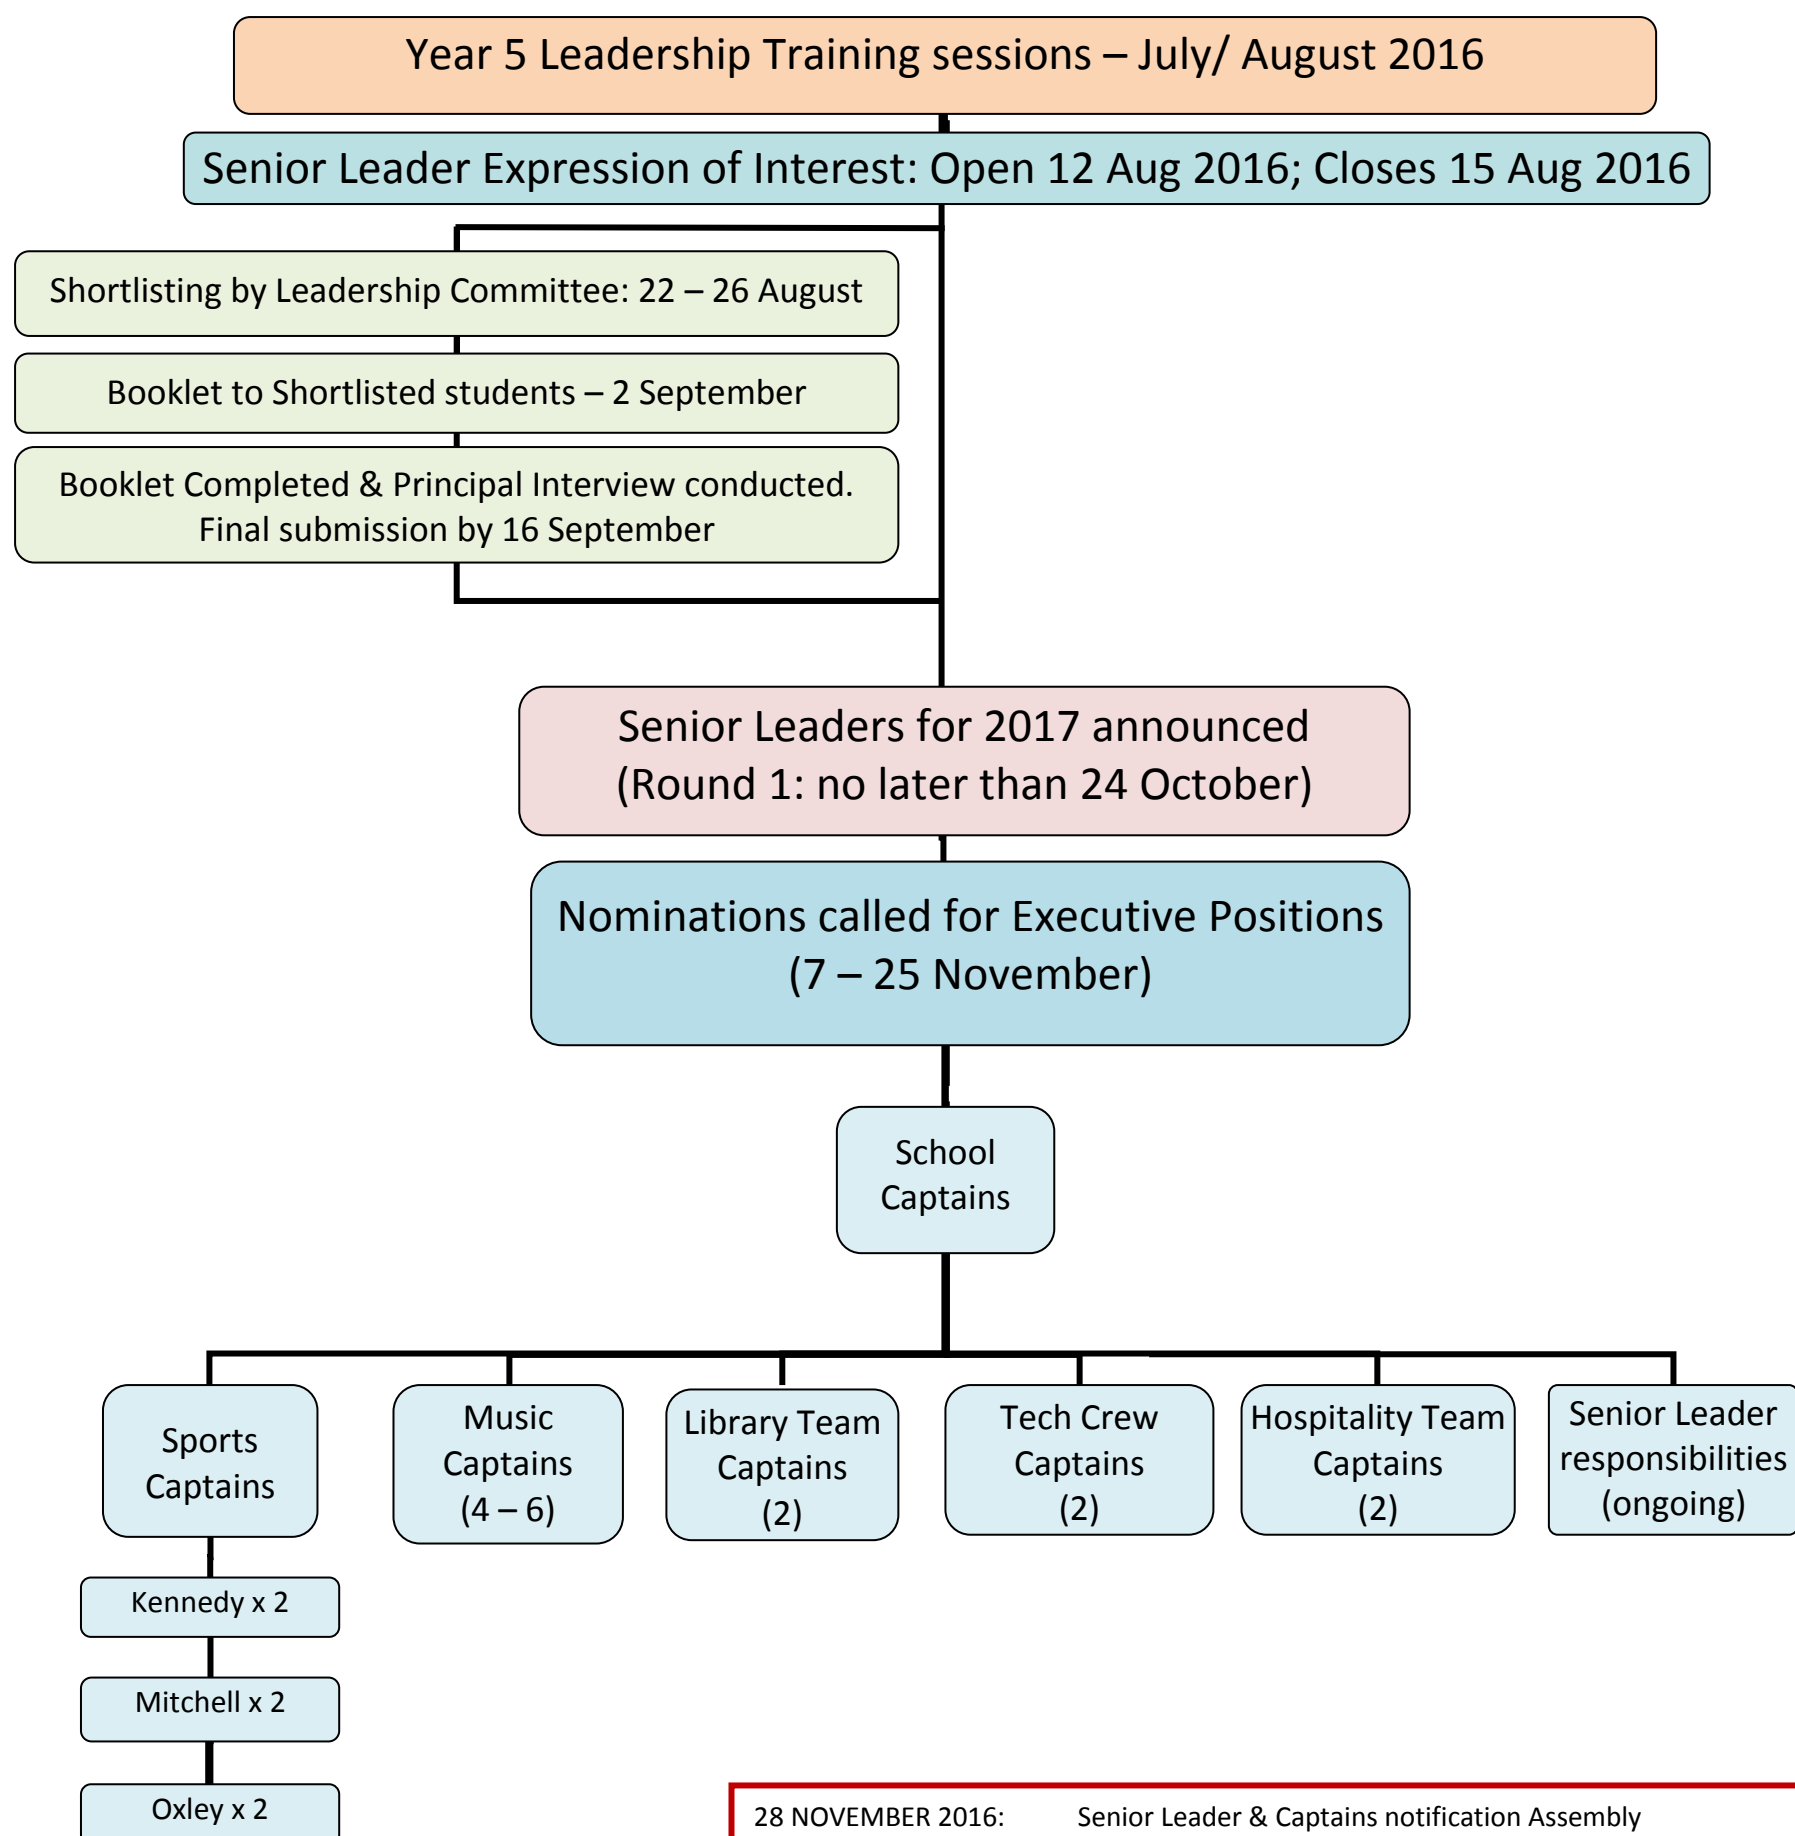 Year 5 Leadership Training sessions – July/ August 2016
Senior Leader Expression of Interest: Open 12 Aug 2016; Closes 15 Aug 2016
Shortlisting by Leadership Committee: 22 – 26 August
Booklet to Shortlisted students – 2 September
Booklet Completed & Principal Interview conducted.
Final submission by 16 September
Senior Leaders for 2017 announced
(Round 1: no later than 24 October)
Nominations called for Executive Positions
(7 – 25 November)
School
Captains
Sports
Captains
Music
Captains
(4 – 6)
Library Team
Captains
(2)
Tech Crew
Captains
(2)
Hospitality Team
Captains
(2)
Senior Leader
responsibilities
(ongoing)
Kennedy x 2
Mitchell x 2
Oxley x 2
28 NOVEMBER 2016: Senior Leader & Captains notification Assembly